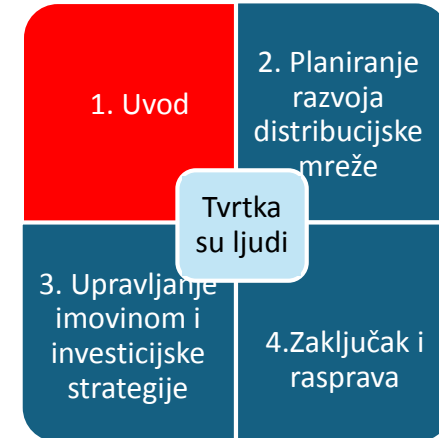 1. Uvod
2. Planiranje
razvoja
distribucijske
mreže
Tvrtka
su ljudi
3. Upravljanje
imovinom i
investicijske
strategije
4.Zaključak i
rasprava